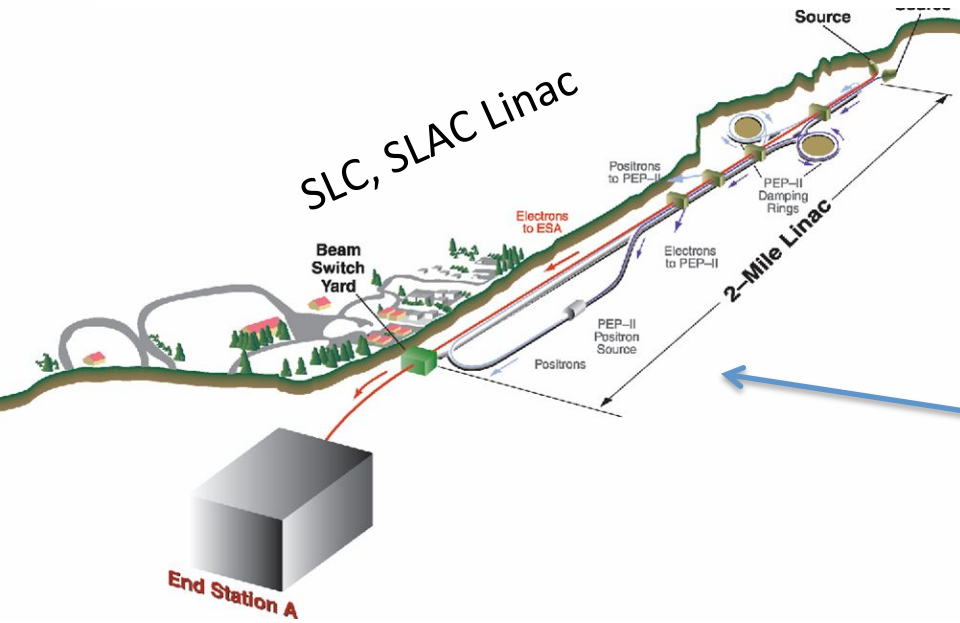 Source
Source
SLC, SLAC Linac
Positrons
to PEP–II
PEP–II
Damping
Rings
Electrons
to ESA
Electrons
to PEP–II
2–Mile Linac
Beam
Switch
Yard
PEP–II
Positron
Source
Positrons
End Station A